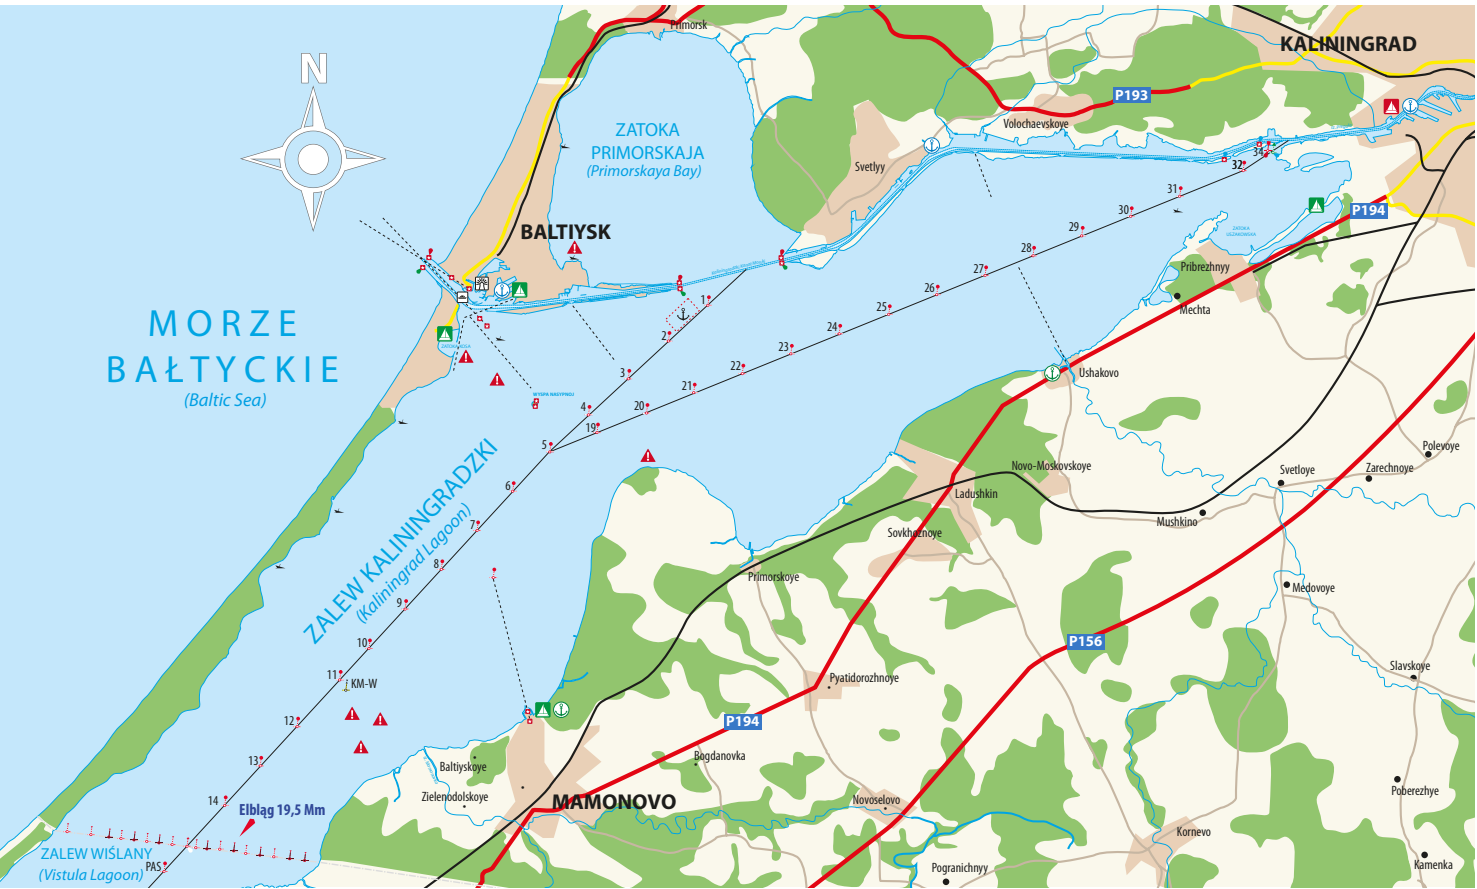 Primorsk
KALININGRAD
N
P193
ZATOKA
PRIMORSKAJA
(Primorskaya Bay)
Volochaevskoye
Svetlyy
34
32
31
30
29
28
27
26
25
24
23
22
21
20
19
P194
BALTIYSK
ZATOKA
USZAKOWSKA
Pribrezhnyy
Mechta
1
2
3
4
5
6
7
8
9
10
11
12
13
14
MORZE
BAŁTYCKIE
(Baltic Sea)
WYSPA NASYPNOJ
Ushakovo
ZALEW KALININGRADZKI
(Kaliningrad Lagoon)
Polevoye
Novo-Moskovskoye
Svetloye
Zarechnoye
Ladushkin
Mushkino
Sovkhoznoye
Primorskoye
Medovoye
P156
Slavskoye
KM-W
Pyatidorozhnoye
P194
Bogdanovka
Baltiyskoye
Zielenodolskoye
MAMONOVO
Novoselovo
Poberezhye
Elbląg 19,5 Mm
Kornevo
ZALEW WIŚLANY
(Vistula Lagoon)
PAS
Pogranichnyy
Kamenka